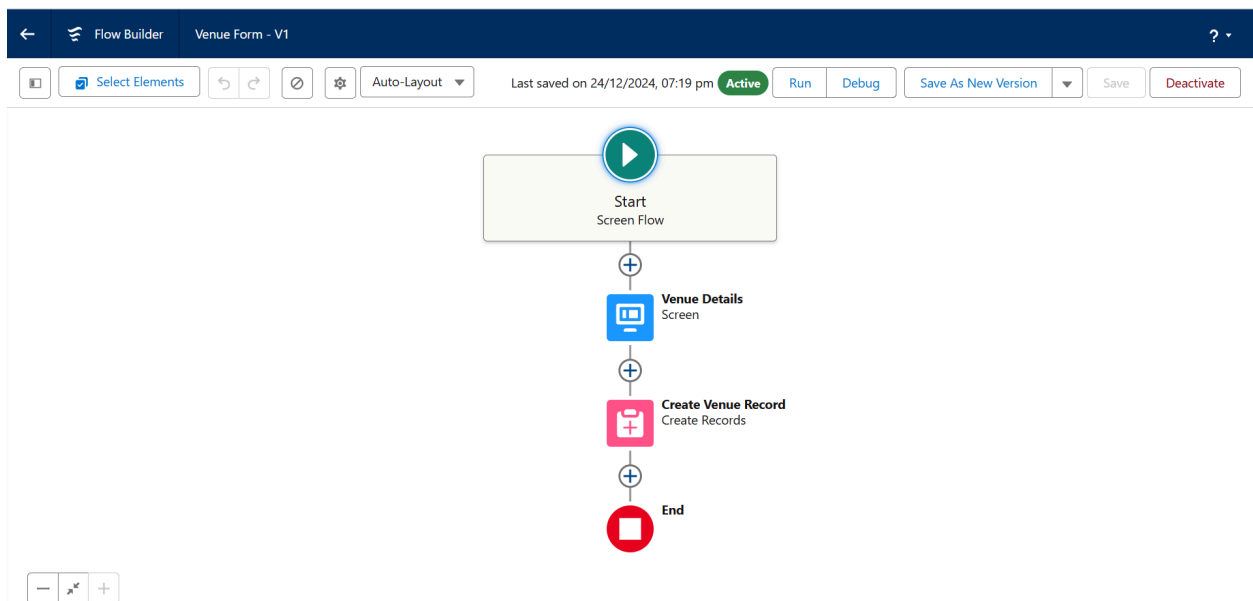 Flow Builder Venue Form - V1 ?
Select Elements Auto-Layout Last saved on 24/12/2024, 07:19 pm Active Run Debug Save As New Version Save Deactivate
Start
Screen Flow
Venue Details
Screen
Create Venue Record
Create Records
End